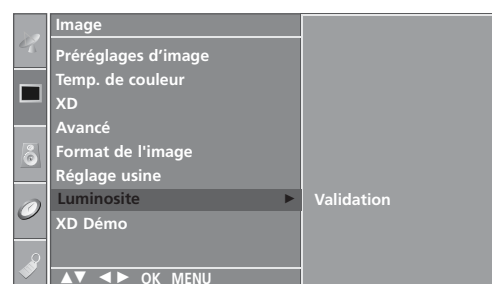 Image
Préréglages d'image
Temp. de couleur
XD
Avancé
Format de l'image
Réglage usine
Luminosite ► Validation
XD Démo
▲▼ ◄► OK MENU